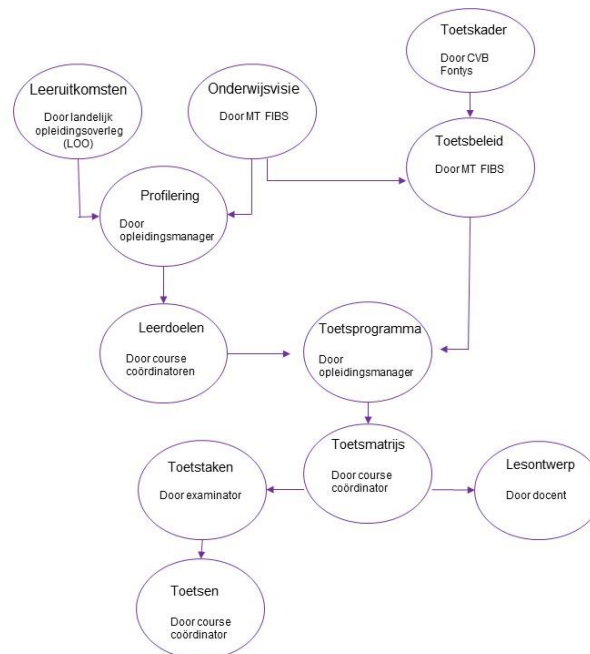 Toetskader
Door CVB
Fontys
Leeruitkomsten
Door landelijk
opleidingsoverleg
(LOO)
Onderwijsvisie
Door MT FIBS
Toetsbeleid
Door MT FIBS
Profilering
Door
opleidingsmanager
Leerdoelen
Door course
coördinatoren
Toetsprogramma
Door
opleidingsmanager
Toetsmatrijs
Door course
coördinator
Toetstaken
Door examinator
Lesontwerp
Door docent
Toetsen
Door course
coördinator